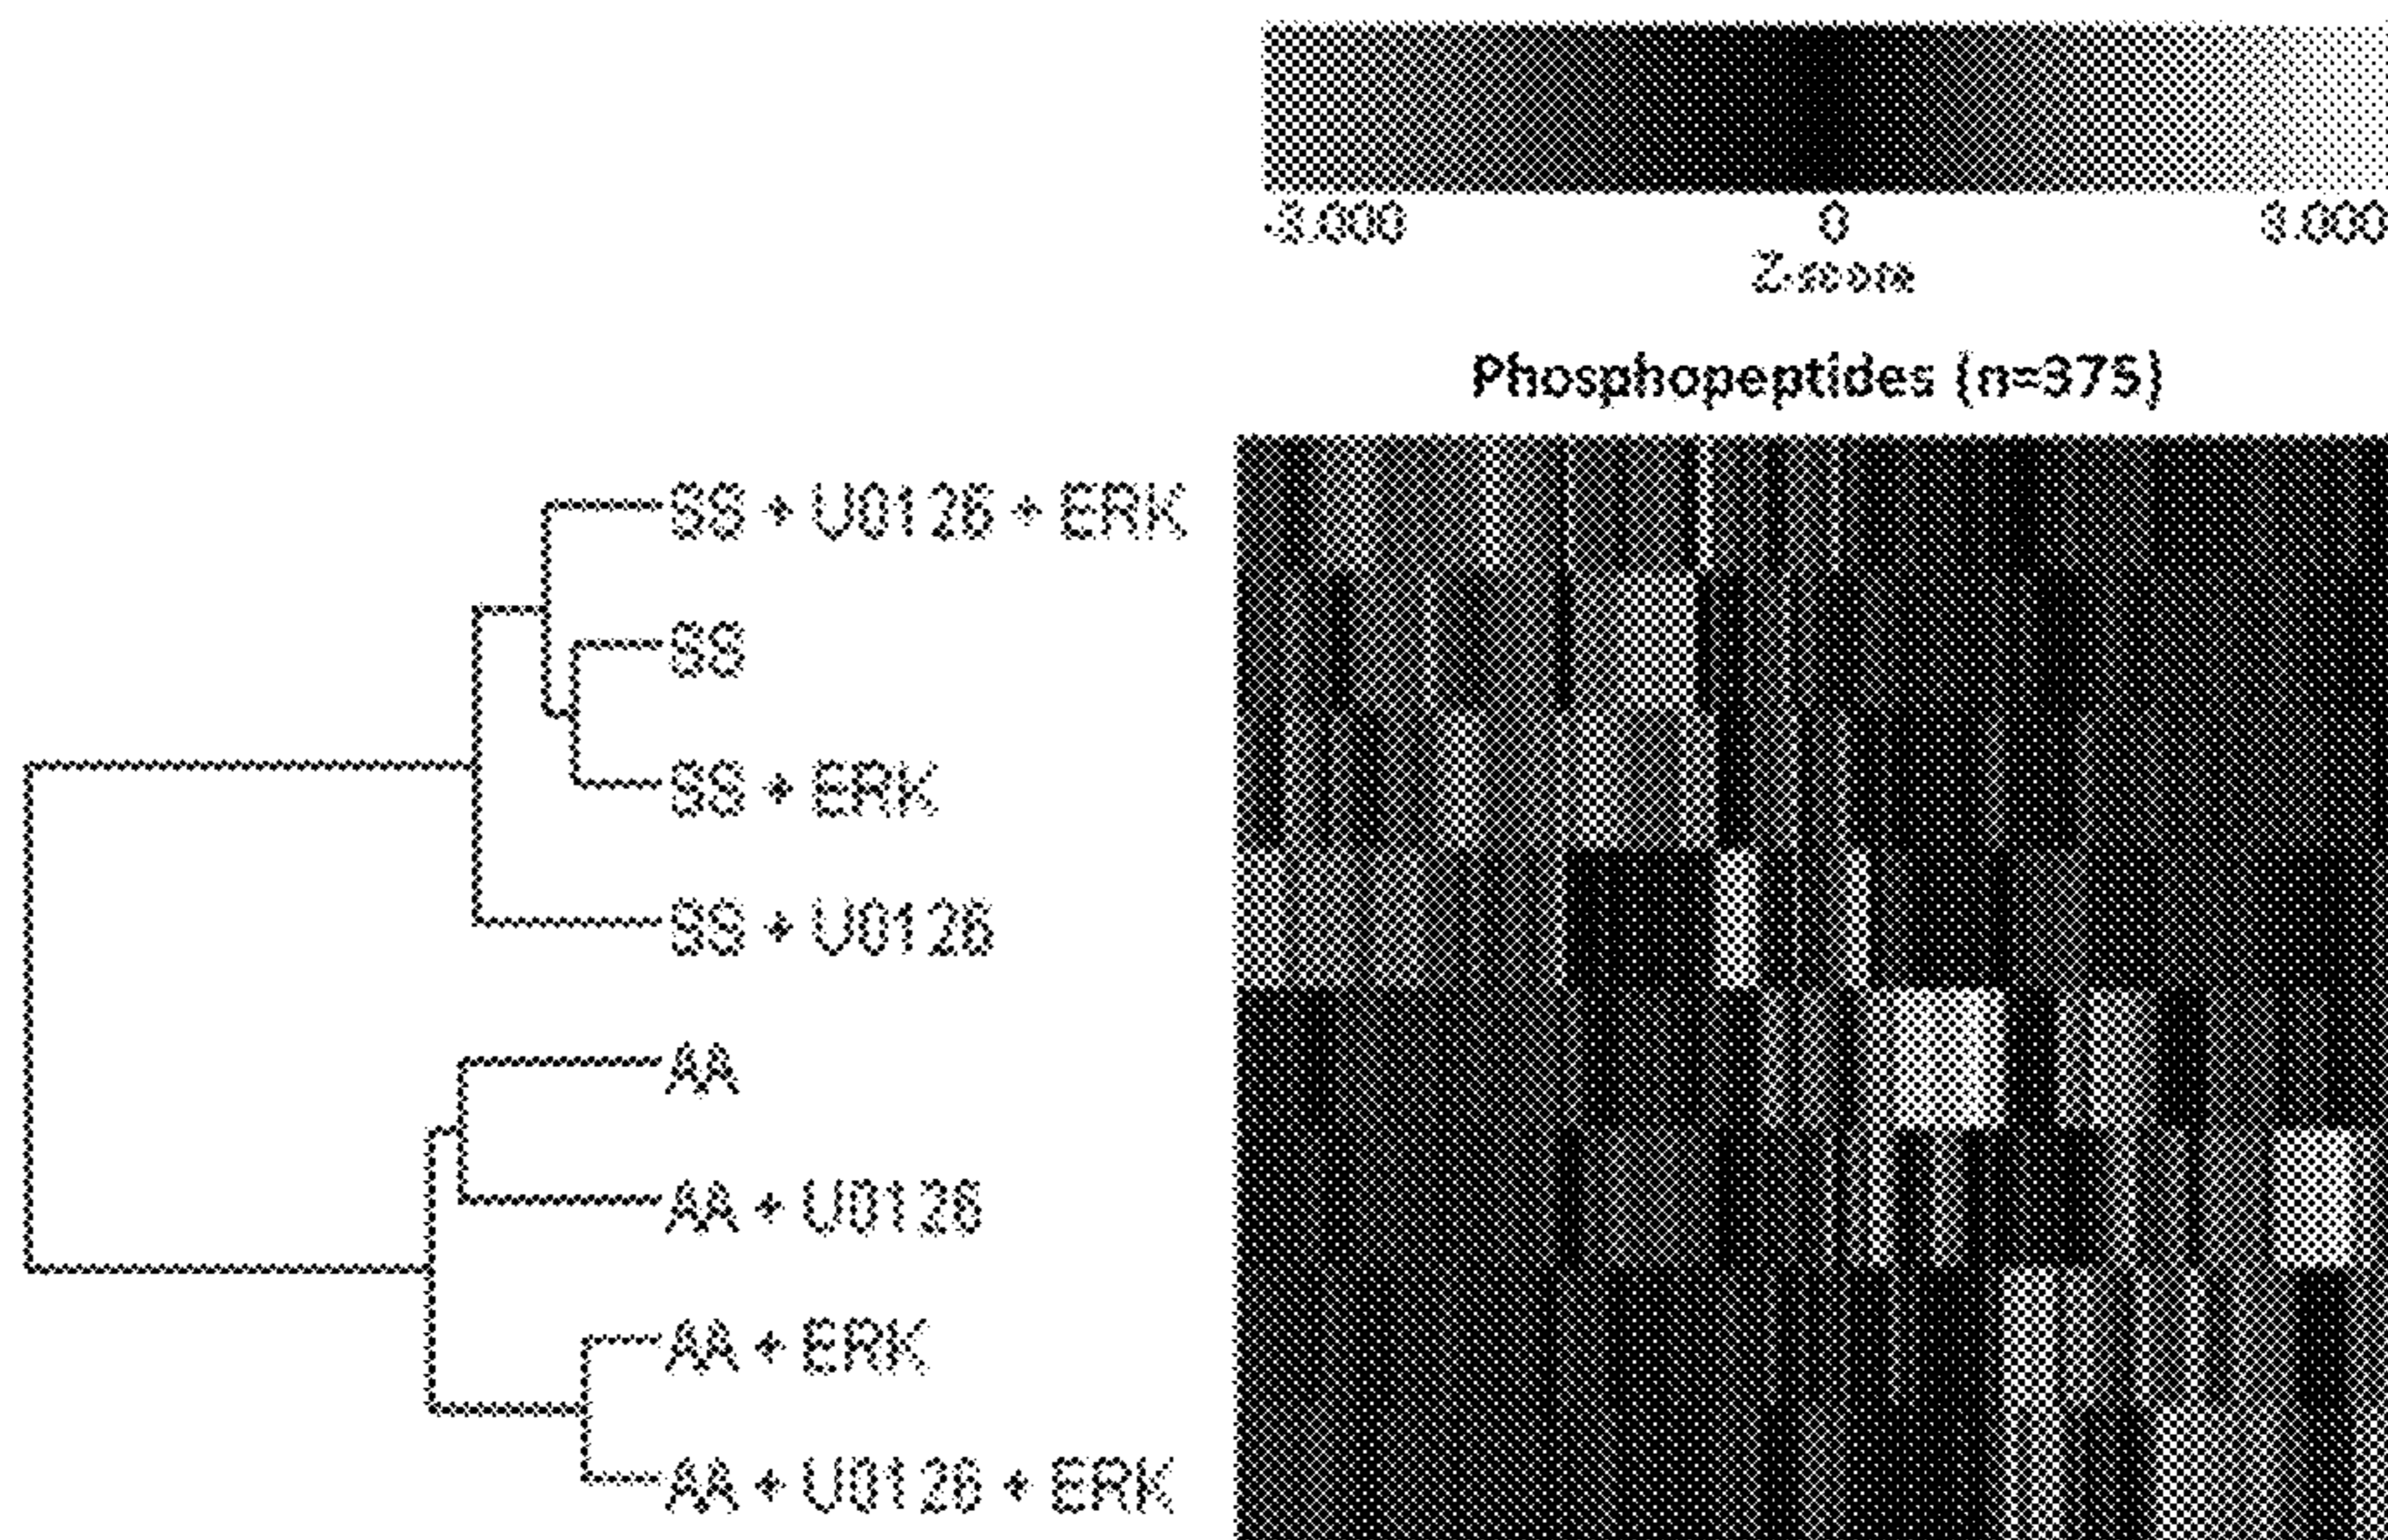 -3.000 0 3.000
Z-score
Phosphopeptides (n=375)
SS + U0126 + ERK
SS
SS + ERK
SS + U0126
AA
AA + U0126
AA + ERK
AA + U0126 + ERK